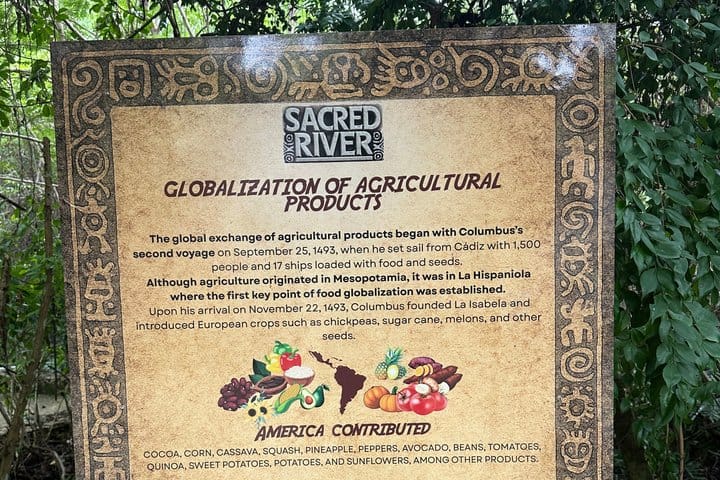 SACRED
RIVER
GLOBALIZATION OF AGRICULTURAL
PRODUCTS
The global exchange of agricultural products began with Columbus's
second voyage on September 25, 1493, when he set sail from Cádiz with 1,500
people and 17 ships loaded with food and seeds.
Although agriculture originated in Mesopotamia, it was in La Hispaniola
where the first key point of food globalization was established.
Upon his arrival on November 22, 1493, Columbus founded La Isabela and
introduced European crops such as chickpeas, sugar cane, melons, and other
seeds.
AMERICA CONTRIBUTED
COCOA, CORN, CASSAVA, SQUASH, PINEAPPLE, PEPPERS, AVOCADO, BEANS, TOMATOES,
QUINOA, SWEET POTATOES, POTATOES, AND SUNFLOWERS, AMONG OTHER PRODUCTS.